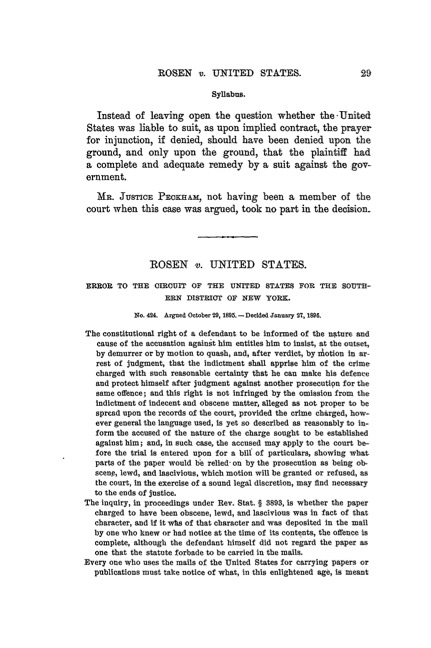 ROSEN v. UNITED STATES. 29
Syllabus.
Instead of leaving open the question whether the United
States was liable to suit, as upon implied contract, the prayer
for injunction, if denied, should have been denied upon the
ground, and only upon the ground, that the plaintiff had
a complete and adequate remedy by a suit against the gov-
ernment.
MR. JUSTICE PECKHAM, not having been a member of the
court when this case was argued, took no part in the decision.
ROSEN v. UNITED STATES.
ERROR TO THE CIRCUIT OF THE UNITED STATES FOR THE SOUTH-
ERN DISTRICT OF NEW YORK.
No. 424. Argued October 29, 1895. — Decided January 27, 1896.
The constitutional right of a defendant to be informed of the nature and
cause of the accusation against him entitles him to insist, at the outset,
by demurrer or by motion to quash, and, after verdict, by motion in ar-
rest of judgment, that the indictment shall apprise him of the crime
charged with such reasonable certainty that he can make his defence
and protect himself after judgment against another prosecution for the
same offence; and this right is not infringed by the omission from the
indictment of indecent and obscene matter, alleged as not proper to be
spread upon the records of the court, provided the crime charged, how-
ever general the language used, is yet so described as reasonably to in-
form the accused of the nature of the charge sought to be established
against him; and, in such case, the accused may apply to the court be-
fore the trial is entered upon for a bill of particulars, showing what
parts of the paper would be relied on by the prosecution as being ob-
scene, lewd, and lascivious, which motion will be granted or refused, as
the court, in the exercise of a sound legal discretion, may find necessary
to the ends of justice.
The inquiry, in proceedings under Rev. Stat. § 3893, is whether the paper
charged to have been obscene, lewd, and lascivious was in fact of that
character, and if it was of that character and was deposited in the mail
by one who knew or had notice at the time of its contents, the offence is
complete, although the defendant himself did not regard the paper as
one that the statute forbade to be carried in the mails.
Every one who uses the mails of the United States for carrying papers or
publications must take notice of what, in this enlightened age, is meant